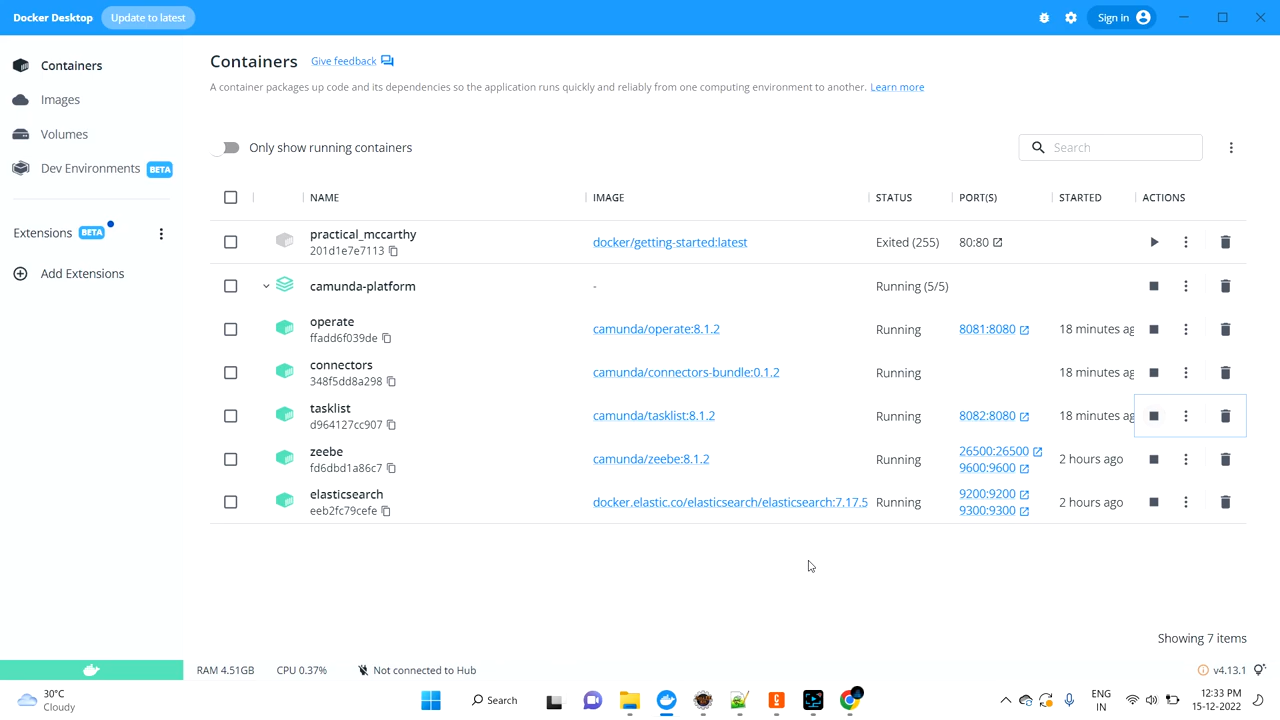 Docker Desktop Update to latest Sign in
Containers
Images
Volumes
Dev Environments BETA
Extensions BETA
Add Extensions
Containers Give feedback
A container packages up code and its dependencies so the application runs quickly and reliably from one computing environment to another. Learn more
Only show running containers Search
NAME IMAGE STATUS PORT(S) STARTED ACTIONS
practical_mccarthy
201d1e7e7113 docker/getting-started:latest Exited (255) 80:80
camunda-platform - Running (5/5)
operate
ffadd6f039de camunda/operate:8.1.2 Running 8081:8080 18 minutes ag
connectors
348f5dd8a298 camunda/connectors-bundle:0.1.2 Running 18 minutes ag
tasklist
d964127cc907 camunda/tasklist:8.1.2 Running 8082:8080 18 minutes ag
zeebe 26500:26500
fd6dbd1a86c7 camunda/zeebe:8.1.2 Running 9600:9600 2 hours ago
elasticsearch 9200:9200
eeb2fc79cefe docker.elastic.co/elasticsearch/elasticsearch:7.17.5 Running 9300:9300 2 hours ago
Showing 7 items
RAM 4.51GB CPU 0.37% Not connected to Hub v4.13.1
30°C
Cloudy
Search
ENG
IN
12:33 PM
15-12-2022